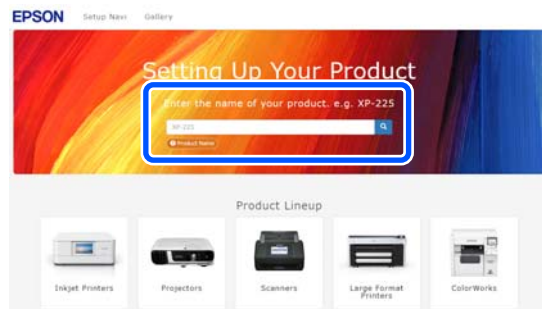 EPSON Setup Navi Gallery
Setting Up Your Product
Enter the name of your product. e.g. XP-225
XP-225
Product Name
Product Lineup
Inkjet Printers Projectors Scanners Large Format Printers ColorWorks